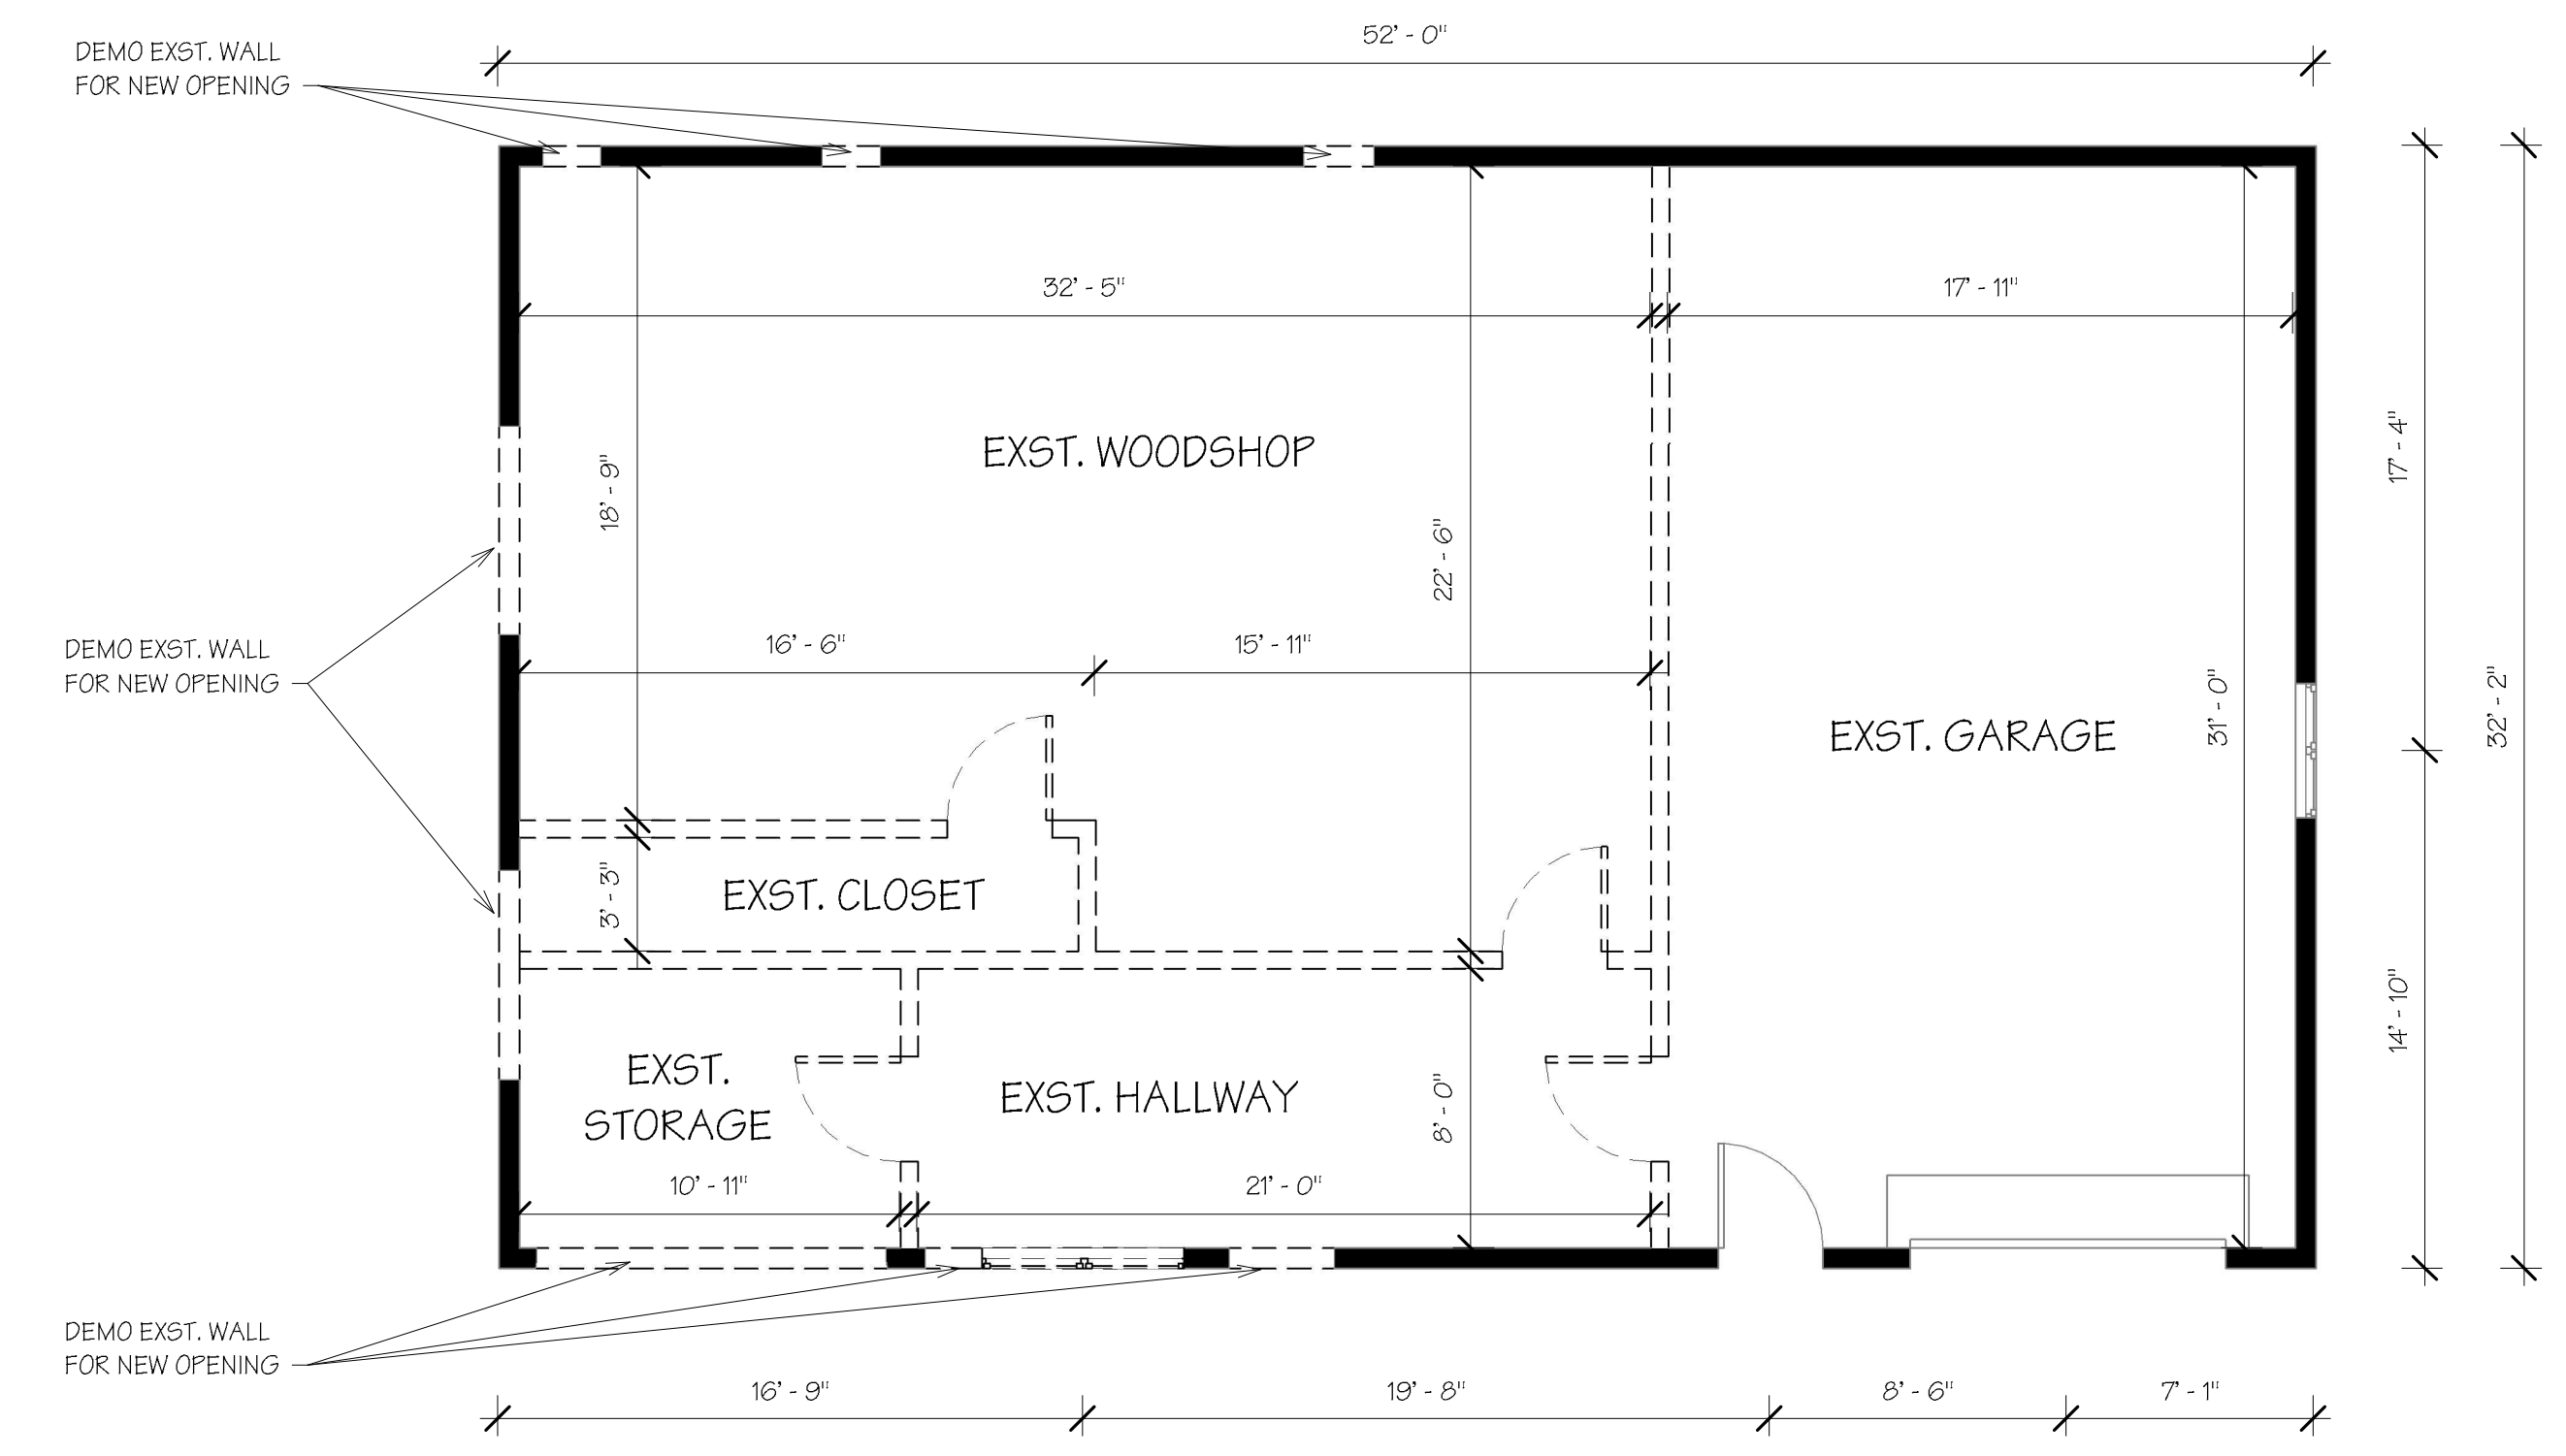 52' - 0"
DEMO EXST. WALL
FOR NEW OPENING
32' - 5"
17' - 11"
EXST. WOODSHOP
18' - 9"
22' - 6"
17' - 4"
DEMO EXST. WALL
FOR NEW OPENING
16' - 6"
15' - 11"
EXST. GARAGE
31' - 0"
32' - 2"
EXST. CLOSET
3' - 3"
EXST.
STORAGE
EXST. HALLWAY
8' - 0"
14' - 10"
10' - 11"
21' - 0"
DEMO EXST. WALL
FOR NEW OPENING
16' - 9"
19' - 8"
8' - 6"
7' - 1"